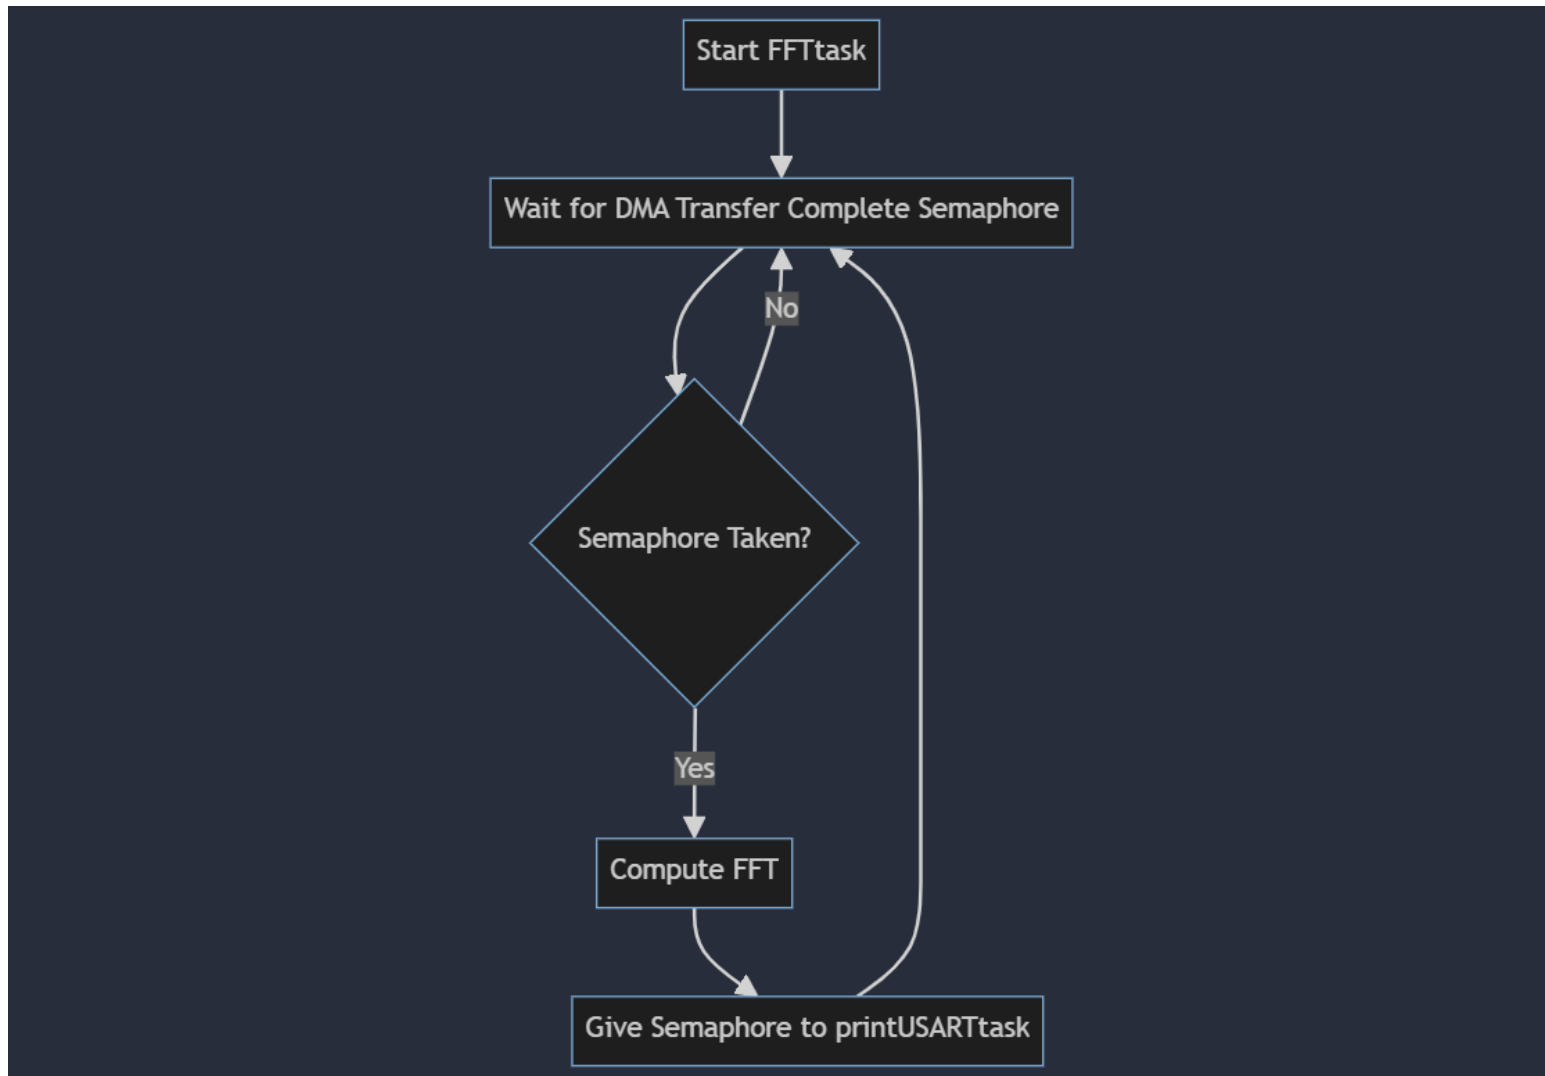 Start FFTtask
Wait for DMA Transfer Complete Semaphore
No
Semaphore Taken?
Yes
Compute FFT
Give Semaphore to printUSARTtask